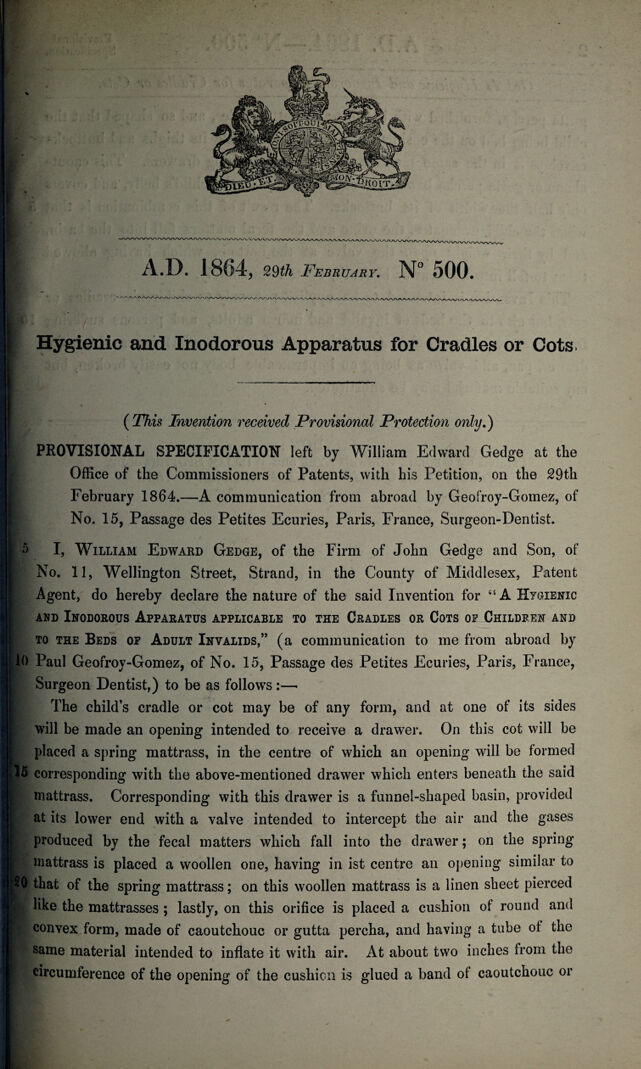 DIEU · ET · MON · DROIT.
A.D. 1864, 29th February. N° 500.
Hygienic and Inodorous Apparatus for Cradles or Cots.
(This Invention received Provisional Protection only.)
PROVISIONAL SPECIFICATION left by William Edward Gedge at the
Office of the Commissioners of Patents, with his Petition, on the 29th
February 1864.—A communication from abroad by Geofroy-Gomez, of
No. 15, Passage des Petites Ecuries, Paris, France, Surgeon-Dentist.
5 I, William Edward Gedge, of the Firm of John Gedge and Son, of
No. 11, Wellington Street, Strand, in the County of Middlesex, Patent
Agent, do hereby declare the nature of the said Invention for “A Hygienic
and Inodorous Apparatus applicable to the Cradles or Cots of Children and
to the Beds of Adult Invalids,” (a communication to me from abroad by
10 Paul Geofroy-Gomez, of No. 15, Passage des Petites Ecuries, Paris, France,
Surgeon Dentist,) to be as follows:—
The child's cradle or cot may be of any form, and at one of its sides
will be made an opening intended to receive a drawer. On this cot will be
placed a spring mattrass, in the centre of which an opening will be formed
15 corresponding with the above-mentioned drawer which enters beneath the said
mattrass. Corresponding with this drawer is a funnel-shaped basin, provided
at its lower end with a valve intended to intercept the air and the gases
produced by the fecal matters which fall into the drawer; on the spring
mattrass is placed a woollen one, having in ist centre an opening similar to
20 that of the spring mattrass; on this woollen mattrass is a linen sheet pierced
like the mattrasses; lastly, on this orifice is placed a cushion of round and
convex form, made of caoutchouc or gutta percha, and having a tube of the
same material intended to inflate it with air. At about two inches from the
circumference of the opening of the cushion is glued a band of caoutchouc or